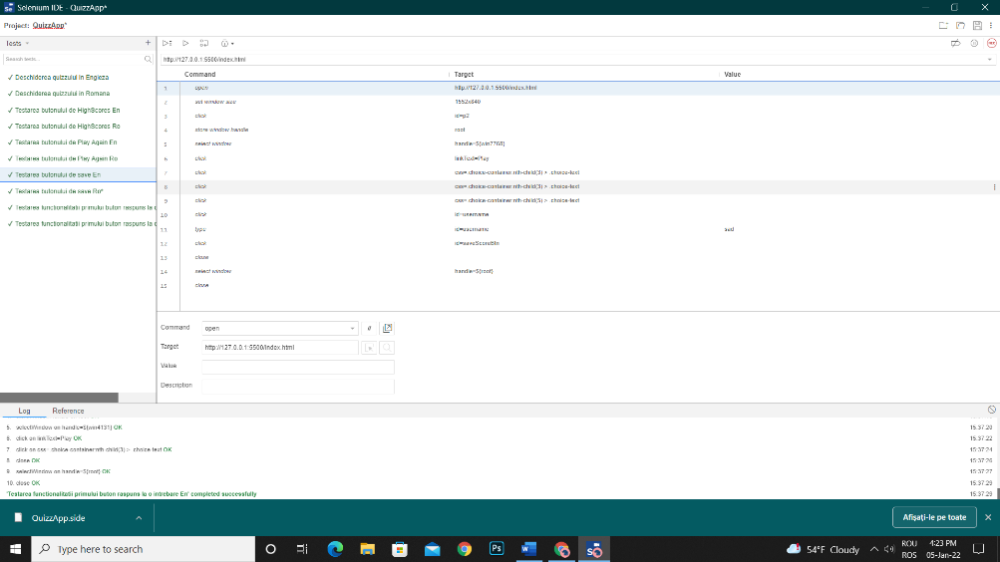 Selenium IDE - QuizzApp*
Project: QuizzApp*
Tests
Search tests...
✓ Deschiderea quizzului in Engleza
✓ Deschiderea quizzului in Romana
✓ Testarea butonului de HighScores En
✓ Testarea butonului de HighScores Ro
✓ Testarea butonului de Play Again En
✓ Testarea butonului de Play Again Ro
✓ Testarea butonului de save En
✓ Testarea butonului de save Ro*
✓ Testarea functionalitatii primului buton raspuns la o
✓ Testarea functionalitatii primului buton raspuns la o
http://127.0.0.1:5500/index.html
Command Target Value
1 open http://127.0.0.1:5500/index.html
2 set window size 1552x840
3 click id=p2
4 store window handle root
5 select window handle=${win7768}
6 click linkText=Play
7 click css=.choice-container:nth-child(3) > .choice-text
8 click css=.choice-container:nth-child(3) > .choice-text
9 click css=.choice-container:nth-child(5) > .choice-text
10 click id=username
11 type id=username sad
12 click id=saveScoreBtn
13 close
14 select window handle=${root}
15 close
Command open //
Target http://127.0.0.1:5500/index.html
Value
Description
Log Reference
5. selectWindow on handle=${win4131} OK 15:37:20
6. click on linkText=Play OK 15:37:22
7. click on css=.choice-container:nth-child(3) > .choice-text OK 15:37:24
8. close OK 15:37:26
9. selectWindow on handle=${root} OK 15:37:27
10. close OK 15:37:29
'Testarea functionalitatii primului buton raspuns la o intrebare En' completed successfully 15:37:29
QuizzApp.side
Afișați-le pe toate
Type here to search
54°F Cloudy
ROU
ROS
4:23 PM
05-Jan-22